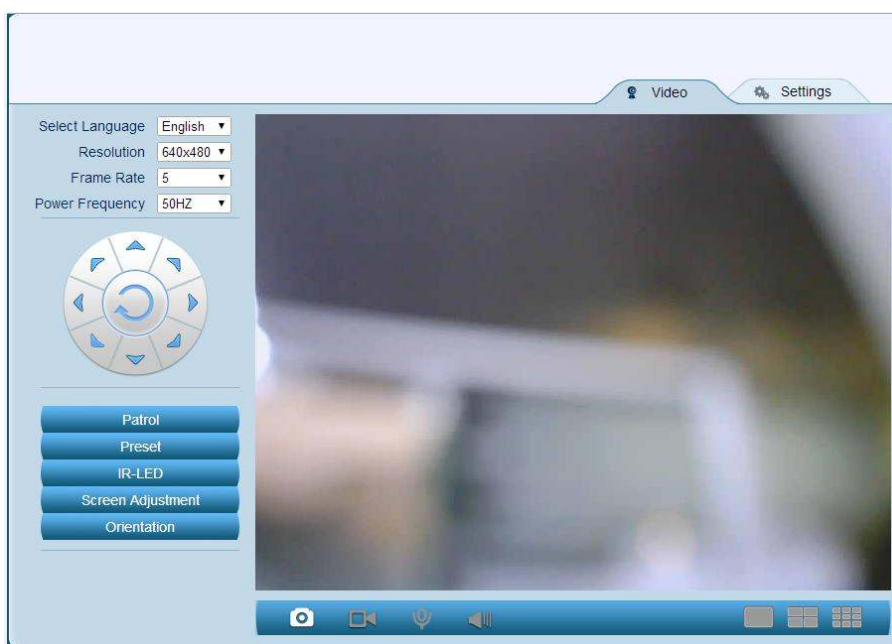 Video
Settings
Select Language English
Resolution 640x480
Frame Rate 5
Power Frequency 50HZ
Patrol
Preset
IR-LED
Screen Adjustment
Orientation